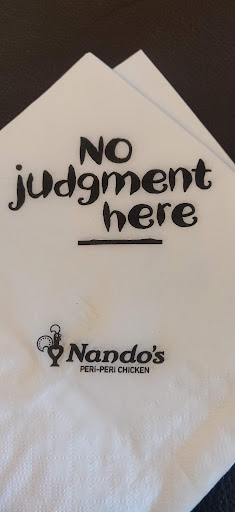 No
judgment
here
Nando's
PERI-PERI CHICKEN